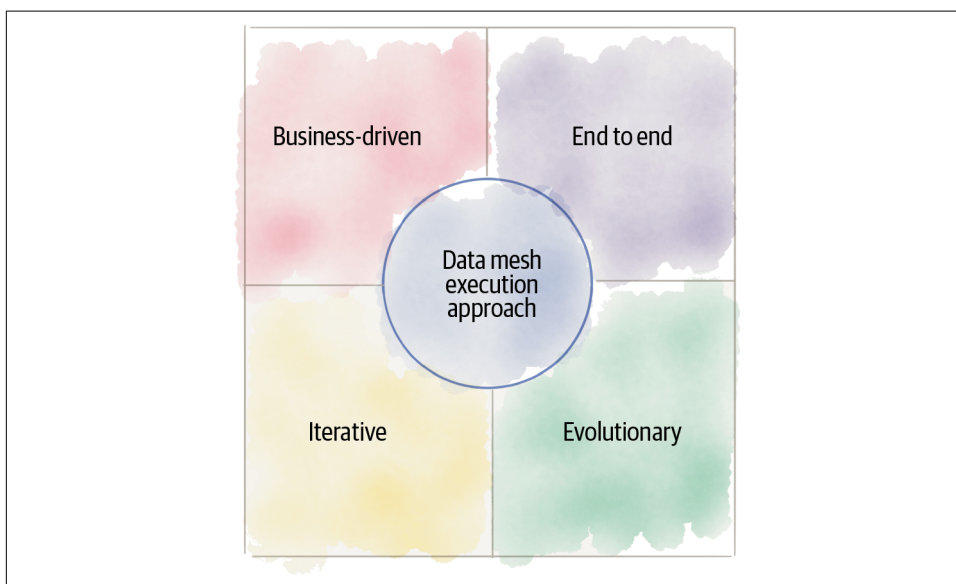 Business-driven
End to end
Data mesh
execution
approach
Iterative
Evolutionary